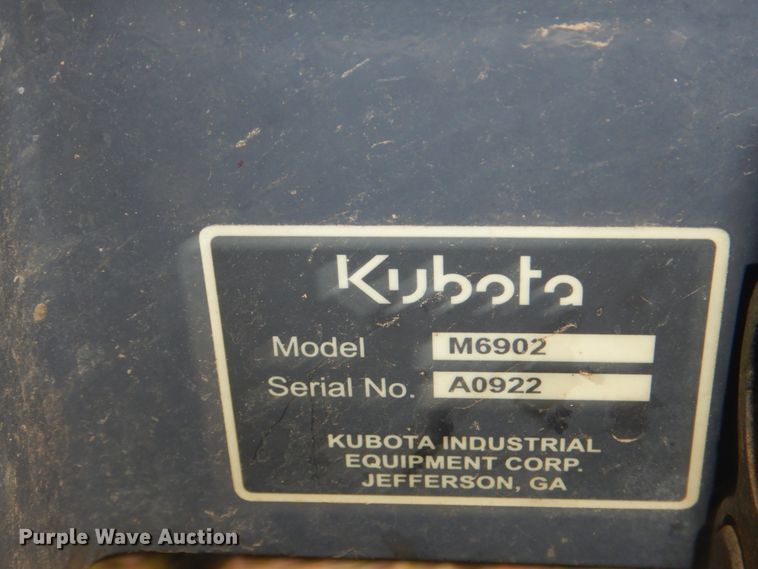 Kubota
Model M6902
Serial No. A0922
KUBOTA INDUSTRIAL
EQUIPMENT CORP.
JEFFERSON, GA
Purple Wave Auction